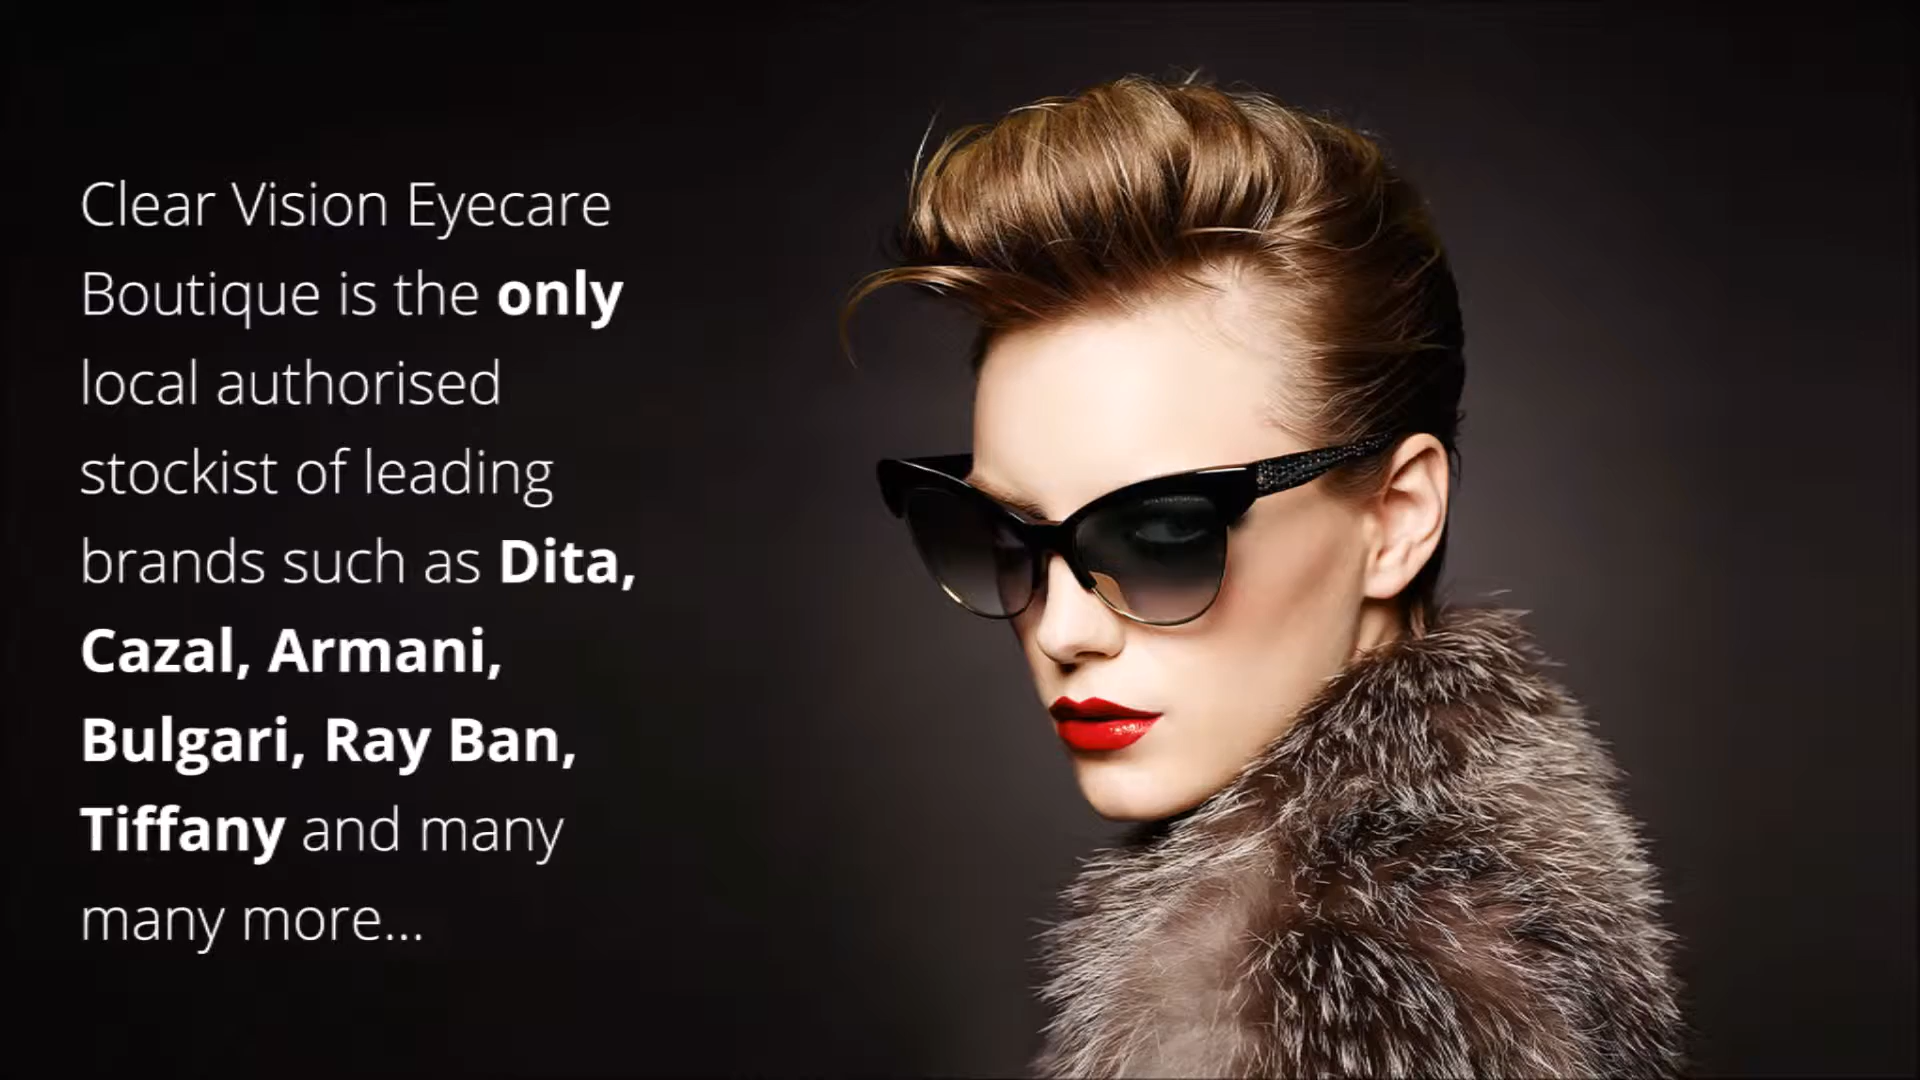 Clear Vision Eyecare
Boutique is the only
local authorised
stockist of leading
brands such as Dita,
Cazal, Armani,
Bulgari, Ray Ban,
Tiffany and many
many more...